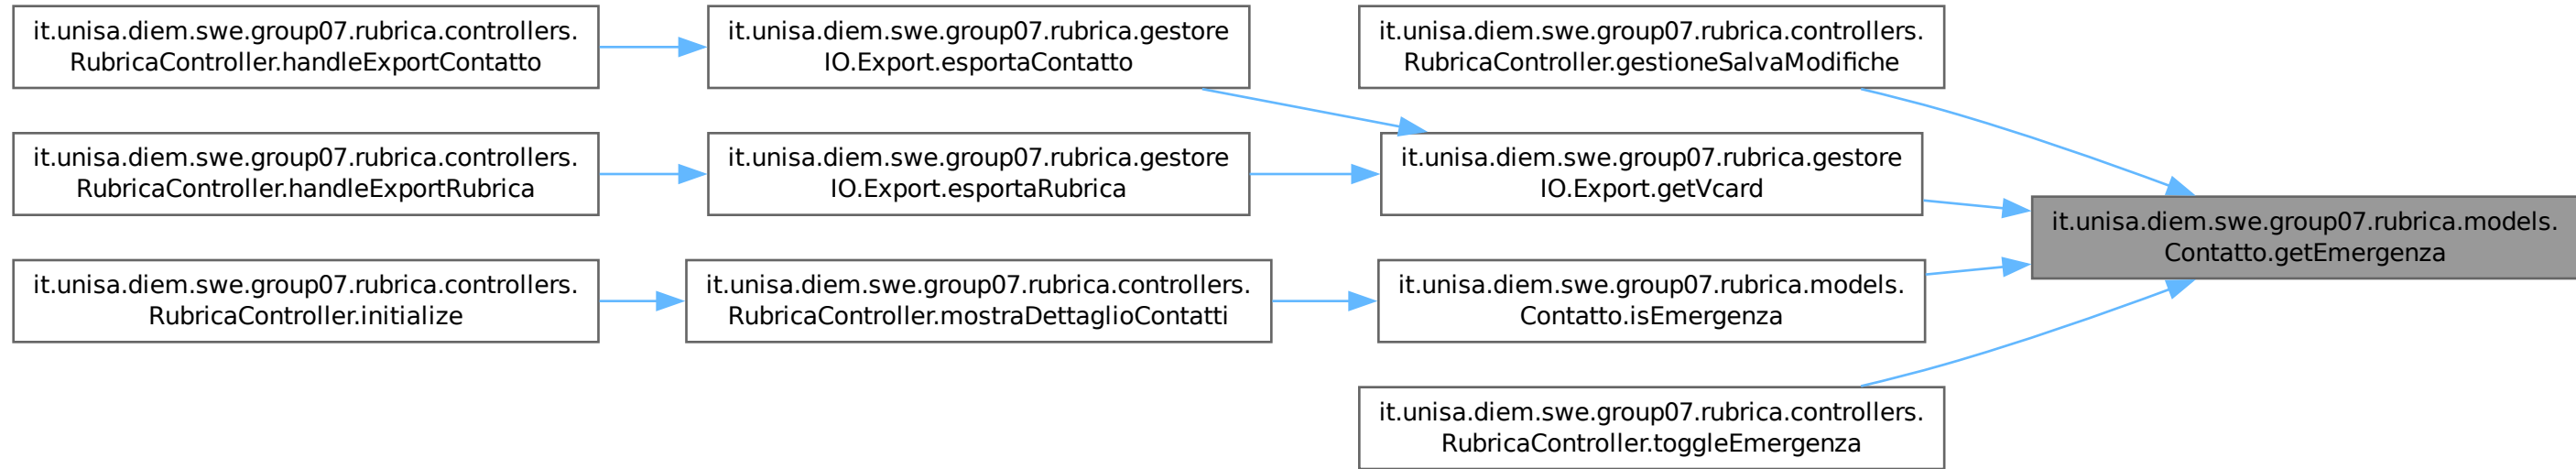 it.unisa.diem.swe.group07.rubrica.controllers.
RubricaController.handleExportContatto
it.unisa.diem.swe.group07.rubrica.gestore
IO.Export.esportaContatto
it.unisa.diem.swe.group07.rubrica.controllers.
RubricaController.gestioneSalvaModifiche
it.unisa.diem.swe.group07.rubrica.controllers.
RubricaController.handleExportRubrica
it.unisa.diem.swe.group07.rubrica.gestore
IO.Export.esportaRubrica
it.unisa.diem.swe.group07.rubrica.gestore
IO.Export.getVcard
it.unisa.diem.swe.group07.rubrica.models.
Contatto.getEmergenza
it.unisa.diem.swe.group07.rubrica.controllers.
RubricaController.initialize
it.unisa.diem.swe.group07.rubrica.controllers.
RubricaController.mostraDettaglioContatti
it.unisa.diem.swe.group07.rubrica.models.
Contatto.isEmergenza
it.unisa.diem.swe.group07.rubrica.controllers.
RubricaController.toggleEmergenza